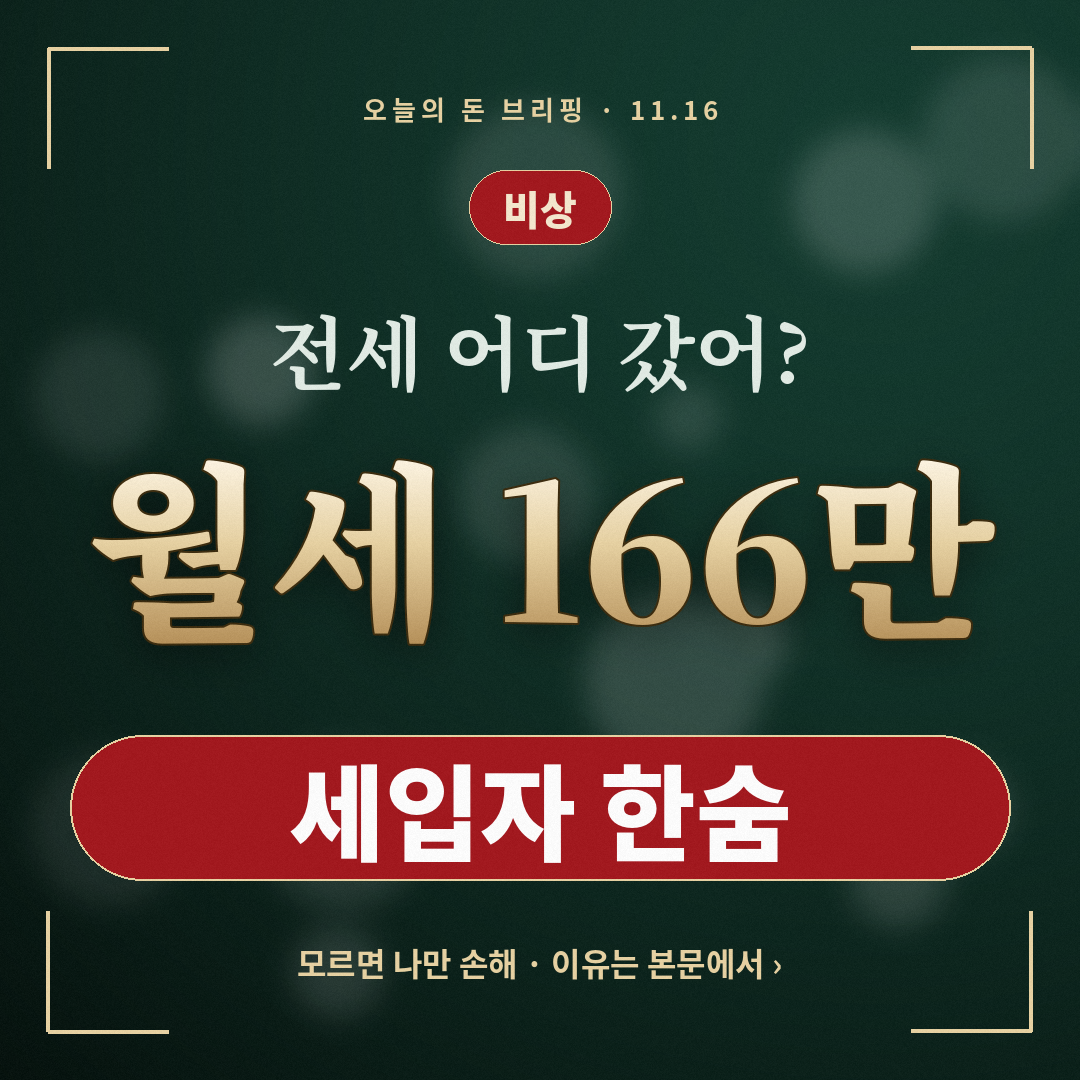 오늘의 돈 브리핑 · 11.16
비상
전세 어디 갔어?
월세 166만
세입자 한숨
모르면 나만 손해 · 이유는 본문에서 ›